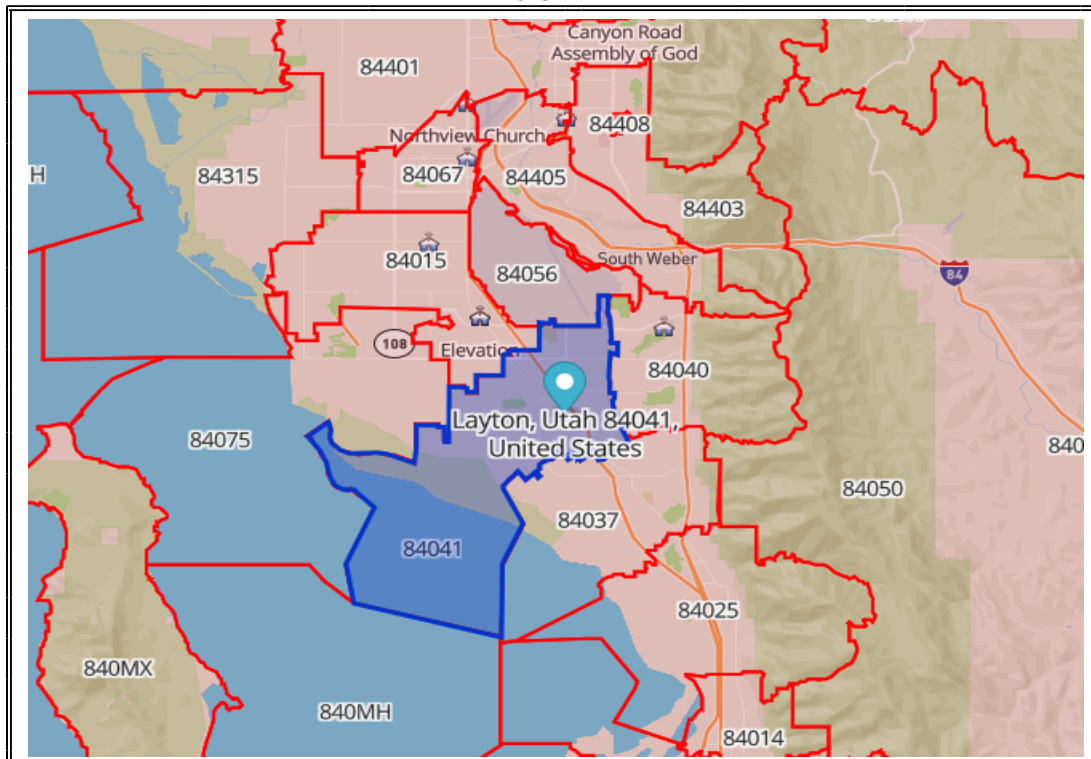 Canyon Road
Assembly of God
84401
84408
Northview Church
84315
84067
84405
H
84403
84015
South Weber
84056
84
108
Elevation
84040
Layton, Utah 84041,
United States
84075
840
84050
84037
84041
84025
840MX
840MH
84014